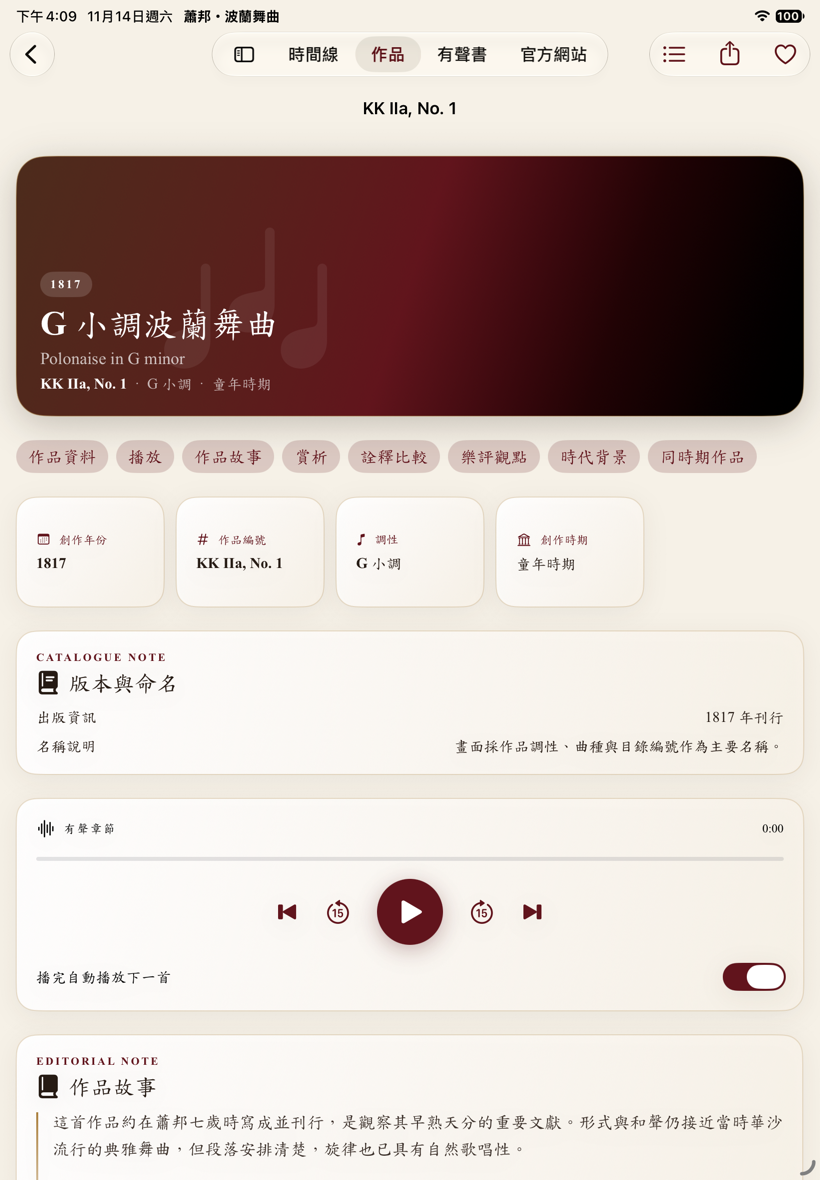 下午4:09 11月14日週六 蕭邦・波蘭舞曲
100
時間線 作品 有聲書 官方網站
KK IIa, No. 1
1817
G 小調波蘭舞曲
Polonaise in G minor
KK IIa, No. 1 · G 小調 · 童年時期
作品資料 播放 作品故事 賞析 詮釋比較 樂評觀點 時代背景 同時期作品
創作年份
1817
作品編號
KK IIa, No. 1
調性
G 小調
創作時期
童年時期
CATALOGUE NOTE
版本與命名
出版資訊 1817 年刊行
名稱說明 畫面採作品調性、曲種與目錄編號作為主要名稱。
有聲章節 0:00
15 15
播完自動播放下一首
EDITORIAL NOTE
作品故事
這首作品約在蕭邦七歲時寫成並刊行，是觀察其早熟天分的重要文獻。形式與和聲仍接近當時華沙
流行的典雅舞曲，但段落安排清楚，旋律也已具有自然歌唱性。